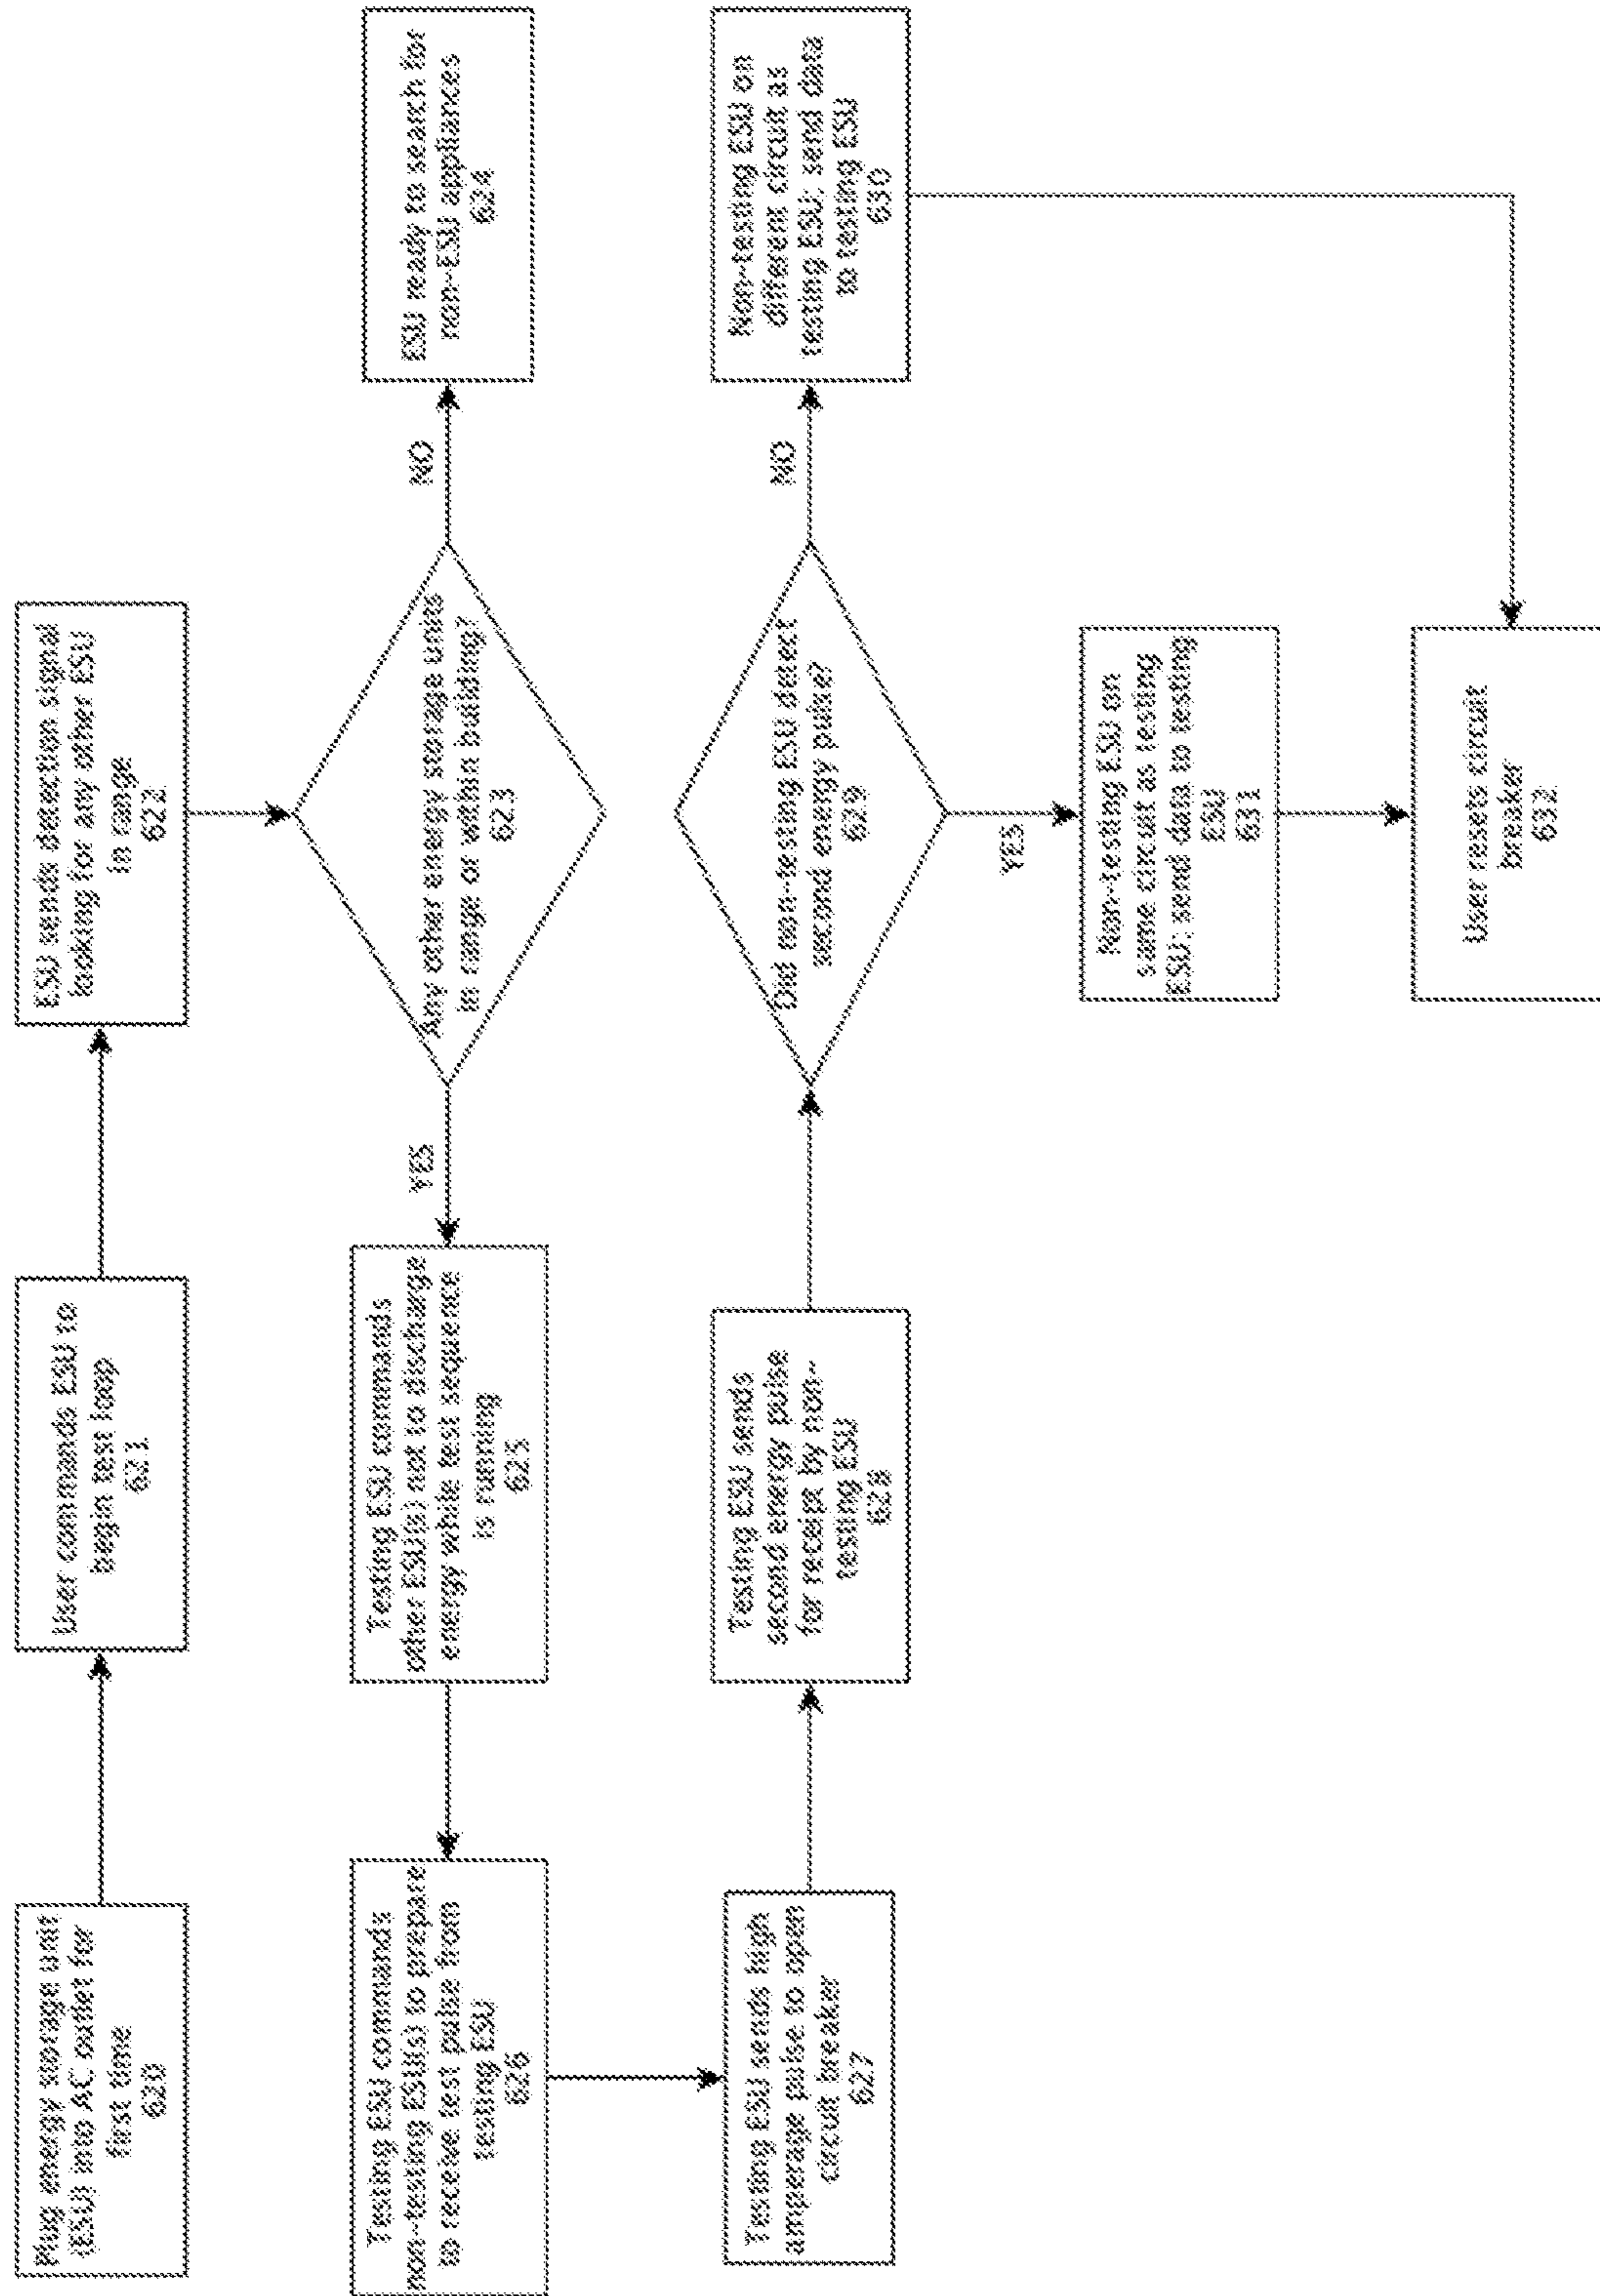 Plug energy storage unit
(ESU) into AC outlet for
first time
620
User commands ESU to
begin test loop
621
ESU sends detection signal
looking for any other ESU
in range
622
Any other energy storage units
in range or within building?
623
NO
ESU ready to search for
non-ESU appliances
624
YES
Testing ESU commands
other ESU(s) not to discharge
energy while test sequence
is running
625
Testing ESU commands
non-testing ESU(s) to prepare
to receive test pulse from
testing ESU
626
Testing ESU sends high
amperage pulse to open
circuit breaker
627
Testing ESU sends
second energy pulse
for receipt by non-
testing ESU
628
Did non-testing ESU detect
second energy pulse?
629
NO
Non-testing ESU on
different circuit as
testing ESU; send data
to testing ESU
630
YES
Non-testing ESU on
same circuit as testing
ESU; send data to testing
ESU
631
User resets circuit
breaker
632